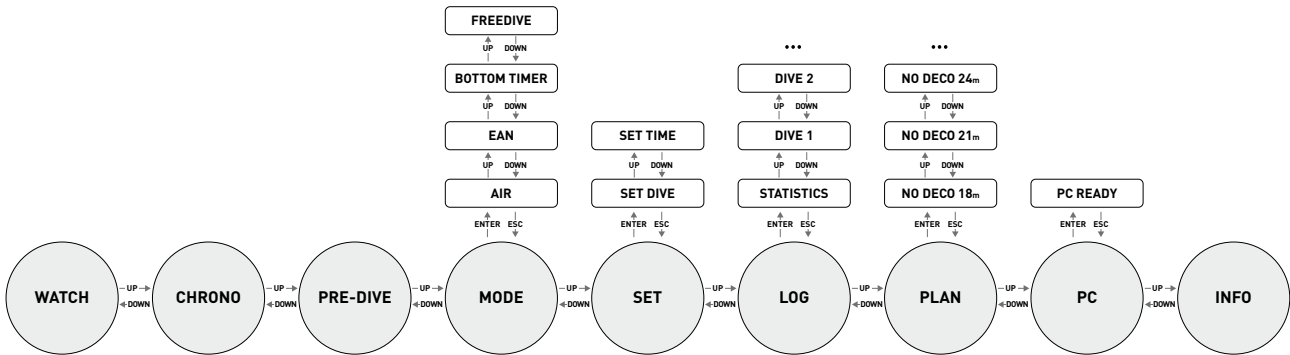 FREEDIVE
UP DOWN
... ...
BOTTOM TIMER DIVE 2 NO DECO 24m
UP DOWN UP DOWN UP DOWN
EAN SET TIME DIVE 1 NO DECO 21m
UP DOWN UP DOWN UP DOWN UP DOWN
AIR SET DIVE STATISTICS NO DECO 18m PC READY
ENTER ESC ENTER ESC ENTER ESC ENTER ESC ENTER ESC
UP UP UP UP UP UP UP UP
WATCH CHRONO PRE-DIVE MODE SET LOG PLAN PC INFO
DOWN DOWN DOWN DOWN DOWN DOWN DOWN DOWN